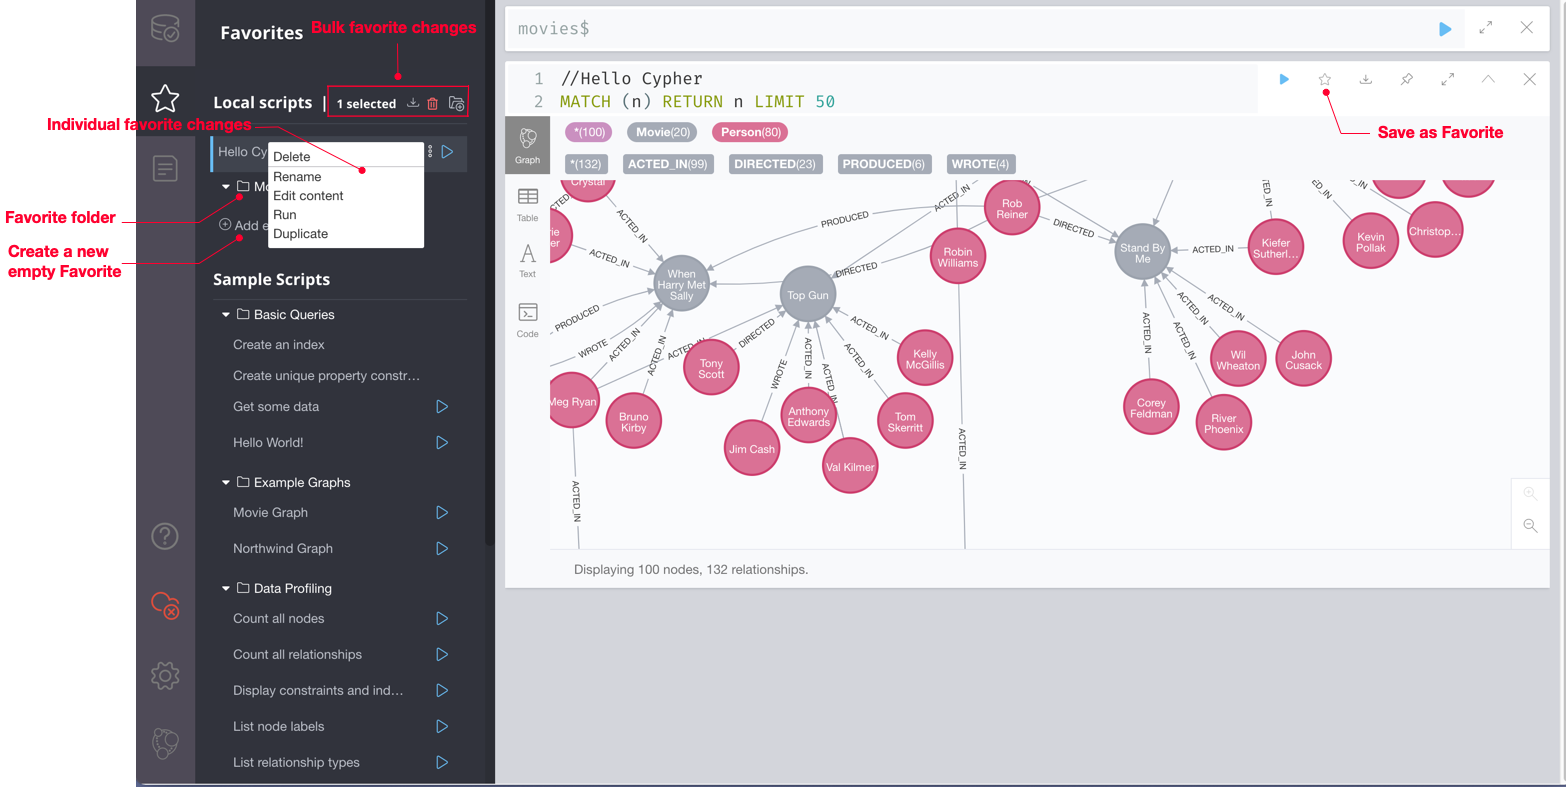 Bulk favorite changes
Favorites
Local scripts
1 selected
Individual favorite changes
Hello Cy
Delete
Rename
Edit content
Run
Duplicate
Favorite folder
Add e
Create a new
empty Favorite
Sample Scripts
Basic Queries
Create an index
Create unique property constr...
Get some data
Hello World!
Example Graphs
Movie Graph
Northwind Graph
Data Profiling
Count all nodes
Count all relationships
Display constraints and ind...
List node labels
List relationship types
movies$
1 //Hello Cypher
2 MATCH (n) RETURN n LIMIT 50
Save as Favorite
*(100) Movie(20) Person(80)
*(132) ACTED_IN(99) DIRECTED(23) PRODUCED(6) WROTE(4)
Graph
Table
Text
Code
Crystal
ACTED_IN
ACTED_IN
PRODUCED
WROTE
ACTED_IN
ACTED_IN
ACTED_IN
When
Harry Met
Sally
PRODUCED
ACTED_IN
Rob
Reiner
DIRECTED
DIRECTED
Robin
Williams
Top Gun
DIRECTED
Tony
Scott
Meg Ryan
Bruno
Kirby
WROTE
ACTED_IN
ACTED_IN
ACTED_IN
ACTED_IN
Kelly
McGillis
Anthony
Edwards
Tom
Skerritt
Jim Cash
Val Kilmer
ACTED_IN
ACTED_IN
Stand By
Me
ACTED_IN
Kiefer
Sutherl...
ACTED_IN
Kevin
Pollak
Christop...
ACTED_IN
ACTED_IN
ACTED_IN
ACTED_IN
Wil
Wheaton
John
Cusack
Corey
Feldman
River
Phoenix
Displaying 100 nodes, 132 relationships.